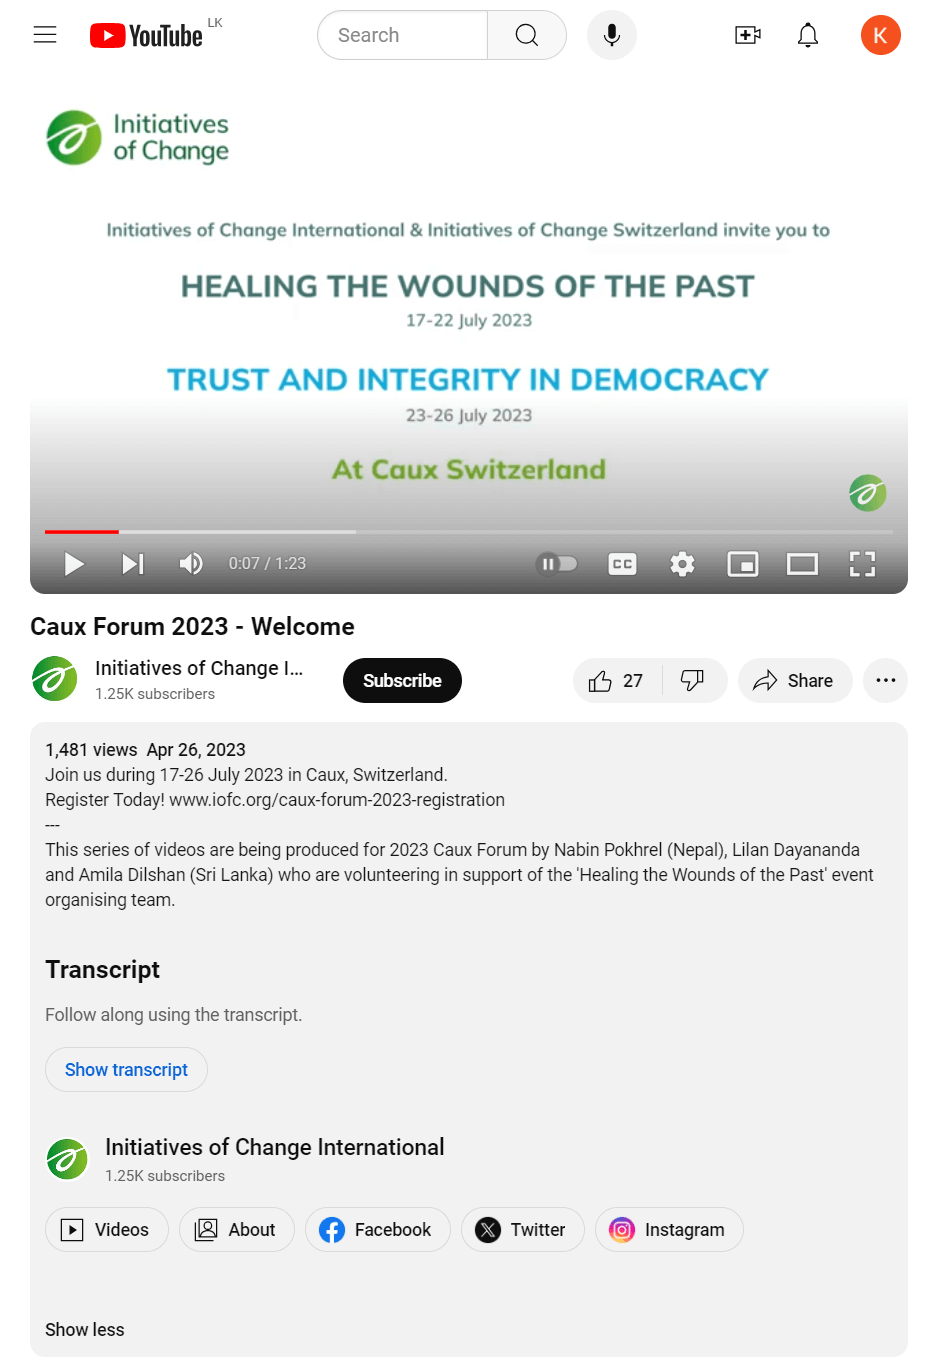 YouTube LK
Search
K
Initiatives
of Change
Initiatives of Change International & Initiatives of Change Switzerland invite you to
HEALING THE WOUNDS OF THE PAST
17-22 July 2023
TRUST AND INTEGRITY IN DEMOCRACY
23-26 July 2023
At Caux Switzerland
0:07 / 1:23
CC
Caux Forum 2023 - Welcome
Initiatives of Change I...
1.25K subscribers
Subscribe
27
Share
1,481 views Apr 26, 2023
Join us during 17-26 July 2023 in Caux, Switzerland.
Register Today! www.iofc.org/caux-forum-2023-registration
---
This series of videos are being produced for 2023 Caux Forum by Nabin Pokhrel (Nepal), Lilan Dayananda
and Amila Dilshan (Sri Lanka) who are volunteering in support of the 'Healing the Wounds of the Past' event
organising team.
Transcript
Follow along using the transcript.
Show transcript
Initiatives of Change International
1.25K subscribers
Videos
About
Facebook
Twitter
Instagram
Show less